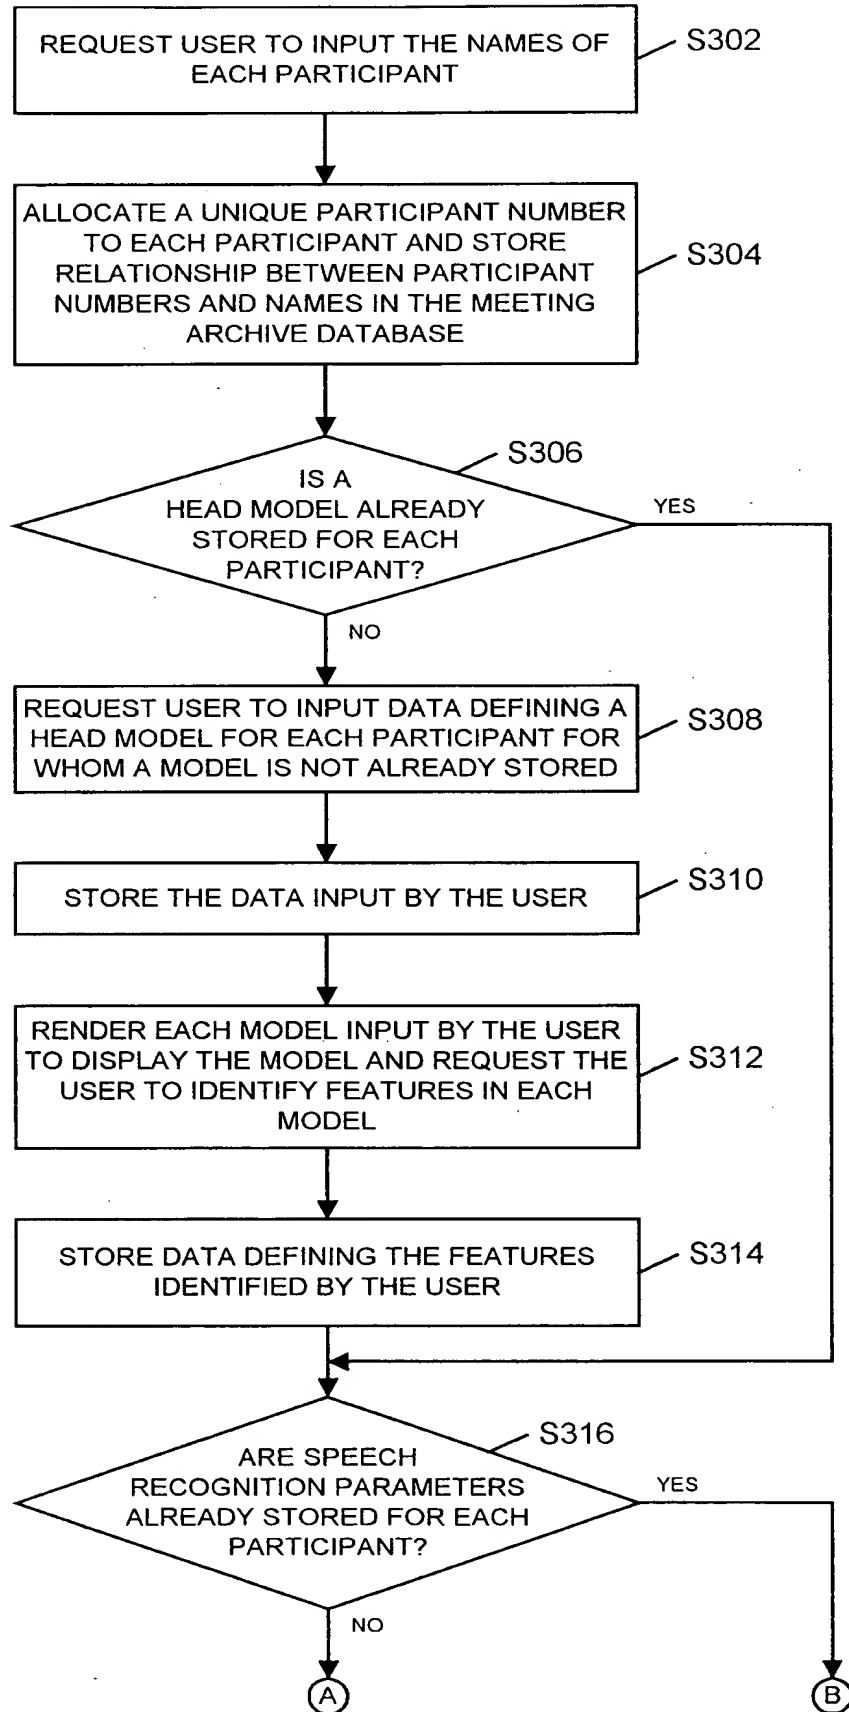 REQUEST USER TO INPUT THE NAMES OF
EACH PARTICIPANT
S302
ALLOCATE A UNIQUE PARTICIPANT NUMBER
TO EACH PARTICIPANT AND STORE
RELATIONSHIP BETWEEN PARTICIPANT
NUMBERS AND NAMES IN THE MEETING
ARCHIVE DATABASE
S304
IS A
HEAD MODEL ALREADY
STORED FOR EACH
PARTICIPANT?
S306
YES
NO
REQUEST USER TO INPUT DATA DEFINING A
HEAD MODEL FOR EACH PARTICIPANT FOR
WHOM A MODEL IS NOT ALREADY STORED
S308
STORE THE DATA INPUT BY THE USER
S310
RENDER EACH MODEL INPUT BY THE USER
TO DISPLAY THE MODEL AND REQUEST THE
USER TO IDENTIFY FEATURES IN EACH
MODEL
S312
STORE DATA DEFINING THE FEATURES
IDENTIFIED BY THE USER
S314
ARE SPEECH
RECOGNITION PARAMETERS
ALREADY STORED FOR EACH
PARTICIPANT?
S316
YES
NO
A
B